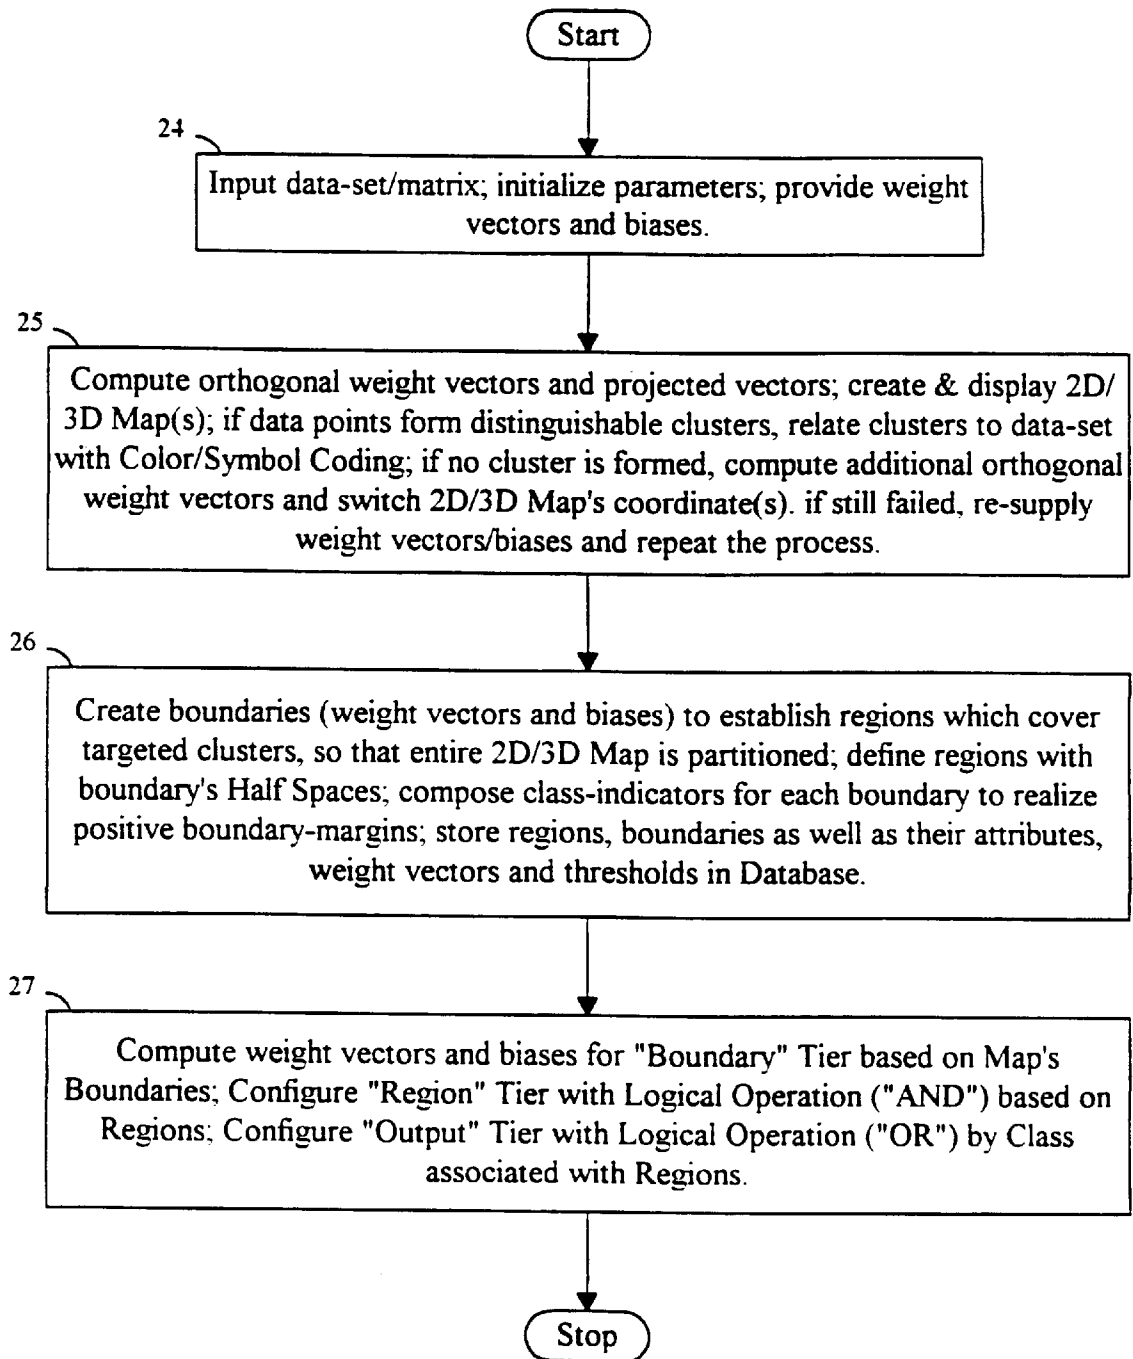 Start
24
Input data-set/matrix; initialize parameters; provide weight
vectors and biases.
25
Compute orthogonal weight vectors and projected vectors; create & display 2D/
3D Map(s); if data points form distinguishable clusters, relate clusters to data-set
with Color/Symbol Coding; if no cluster is formed, compute additional orthogonal
weight vectors and switch 2D/3D Map's coordinate(s). if still failed, re-supply
weight vectors/biases and repeat the process.
26
Create boundaries (weight vectors and biases) to establish regions which cover
targeted clusters, so that entire 2D/3D Map is partitioned; define regions with
boundary's Half Spaces; compose class-indicators for each boundary to realize
positive boundary-margins; store regions, boundaries as well as their attributes,
weight vectors and thresholds in Database.
27
Compute weight vectors and biases for "Boundary" Tier based on Map's
Boundaries; Configure "Region" Tier with Logical Operation ("AND") based on
Regions; Configure "Output" Tier with Logical Operation ("OR") by Class
associated with Regions.
Stop